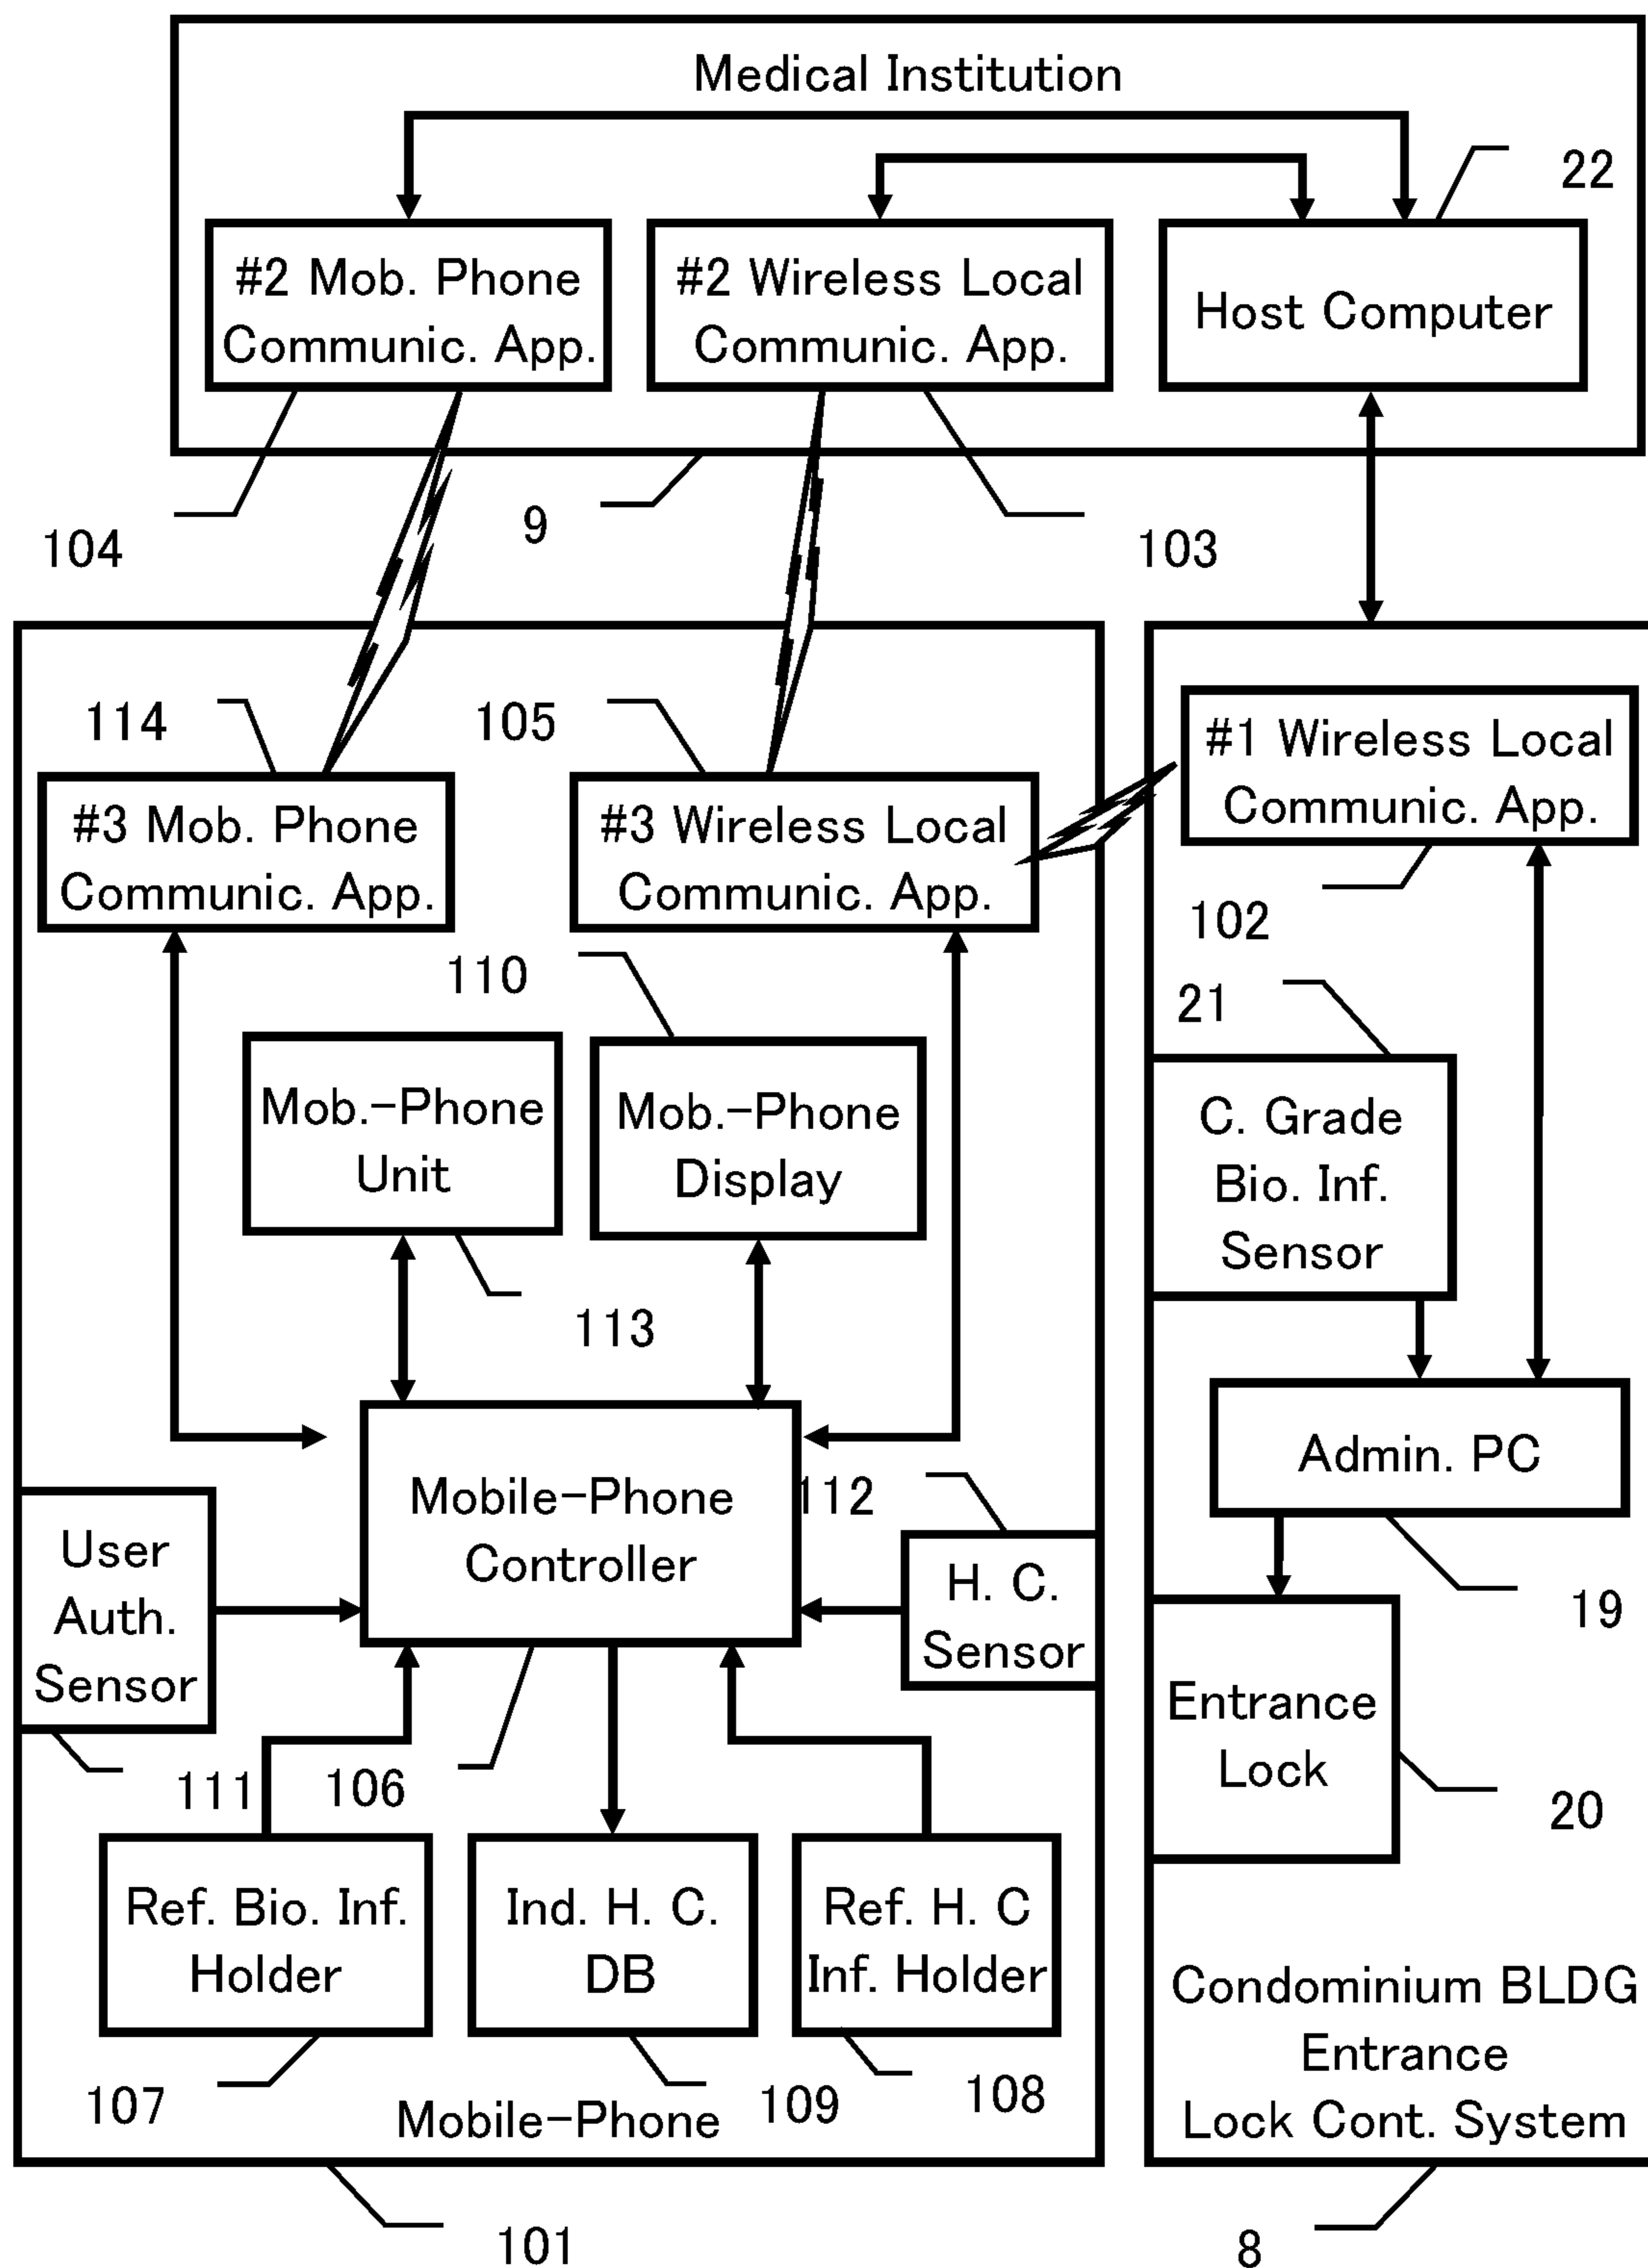 Medical Institution
22
#2 Mob. Phone
Communic. App.
#2 Wireless Local
Communic. App.
Host Computer
104
9
103
114
105
#3 Mob. Phone
Communic. App.
#3 Wireless Local
Communic. App.
#1 Wireless Local
Communic. App.
102
110
21
Mob.-Phone
Unit
Mob.-Phone
Display
C. Grade
Bio. Inf.
Sensor
113
Admin. PC
Mobile-Phone
Controller
112
User
Auth.
Sensor
H. C.
Sensor
19
Entrance
Lock
20
111
106
Ref. Bio. Inf.
Holder
Ind. H. C.
DB
Ref. H. C
Inf. Holder
107
109
108
Mobile-Phone
Condominium BLDG
Entrance
Lock Cont. System
101
8